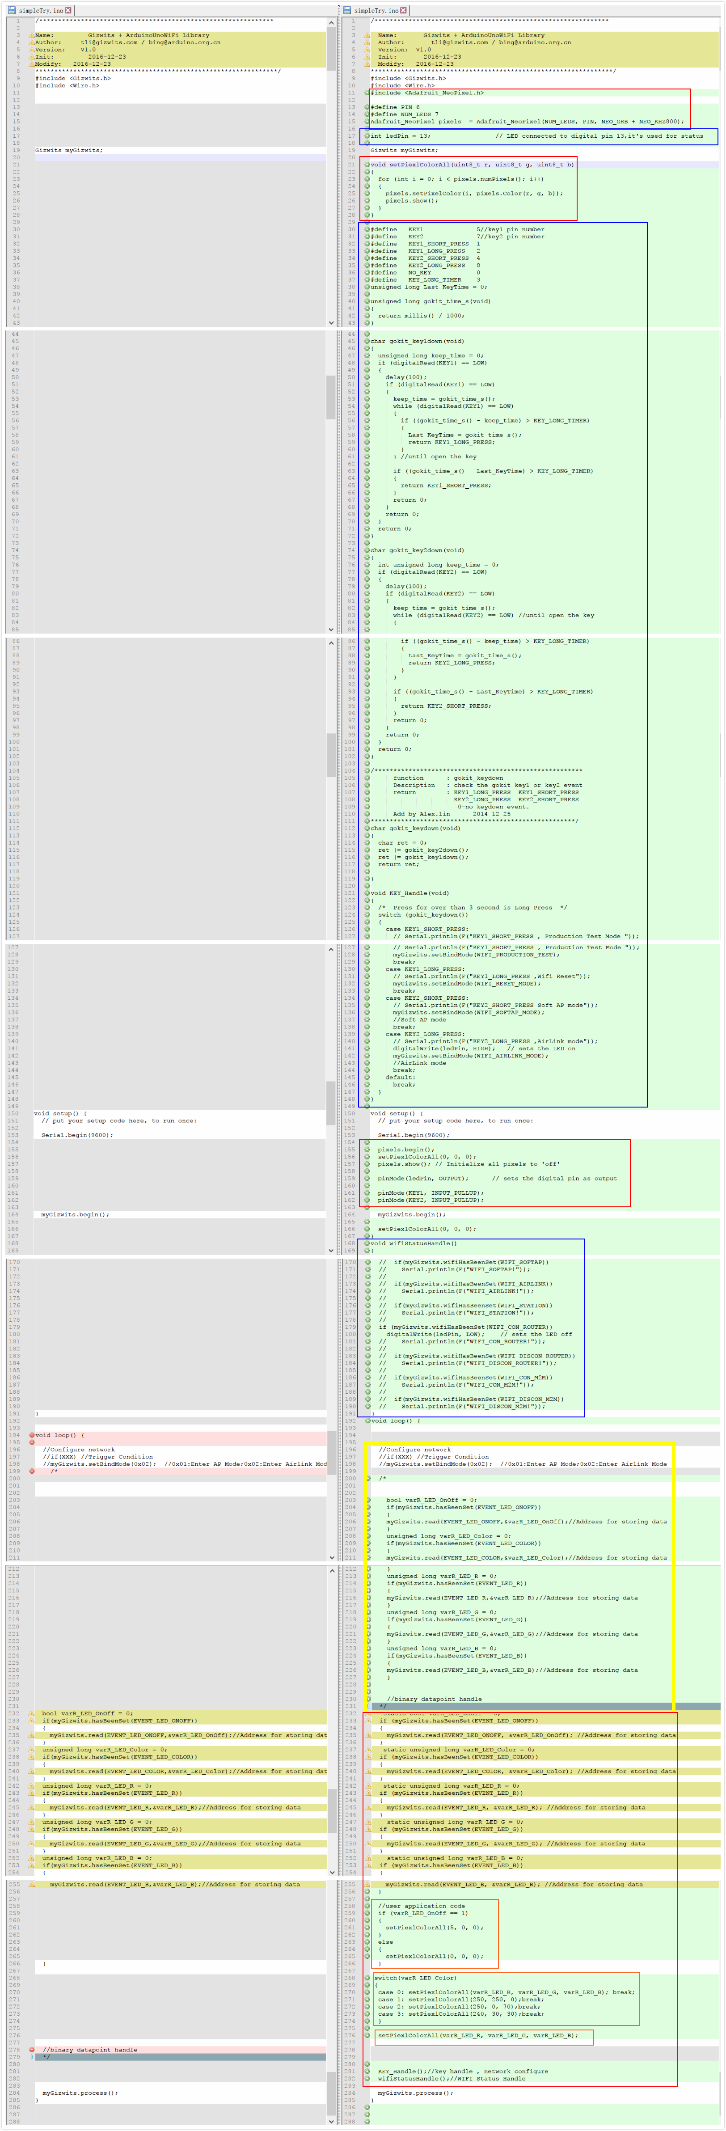 simpleTry.ino
/**************************************************************
Name: Gizwits + ArduinoUnoWiFi Library
Author: tli@gizwits.com / bing@arduino.org.cn
Version: V1.0
Init: 2016-12-23
Modify: 2016-12-23
**************************************************************/
#include <Gizwits.h>
#include <Wire.h>
Gizwits myGizwits;
void setup() {
// put your setup code here, to run once:
Serial.begin(9600);
myGizwits.begin();
}
void loop() {
//Configure network
//if(XXX) //Trigger Condition
//myGizwits.setBindMode(0x02); //0x01:Enter AP Mode;0x02:Enter Airlink Mode
/*
bool varR_LED_OnOff = 0;
if(myGizwits.hasBeenSet(EVENT_LED_ONOFF))
{
myGizwits.read(EVENT_LED_ONOFF,&varR_LED_OnOff);//Address for storing dat
}
unsigned long varR_LED_Color = 0;
if(myGizwits.hasBeenSet(EVENT_LED_COLOR))
{
myGizwits.read(EVENT_LED_COLOR,&varR_LED_Color);//Address for storing dat
}
unsigned long varR_LED_R = 0;
if(myGizwits.hasBeenSet(EVENT_LED_R))
{
myGizwits.read(EVENT_LED_R,&varR_LED_R);//Address for storing data
}
unsigned long varR_LED_G = 0;
if(myGizwits.hasBeenSet(EVENT_LED_G))
{
myGizwits.read(EVENT_LED_G,&varR_LED_G);//Address for storing data
}
unsigned long varR_LED_B = 0;
if(myGizwits.hasBeenSet(EVENT_LED_B))
{
myGizwits.read(EVENT_LED_B,&varR_LED_B);//Address for storing data
}
//binary datapoint handle
*/
myGizwits.process();
}
simpleTry.ino
/**************************************************************
Name: Gizwits + ArduinoUnoWiFi Library
Author: tli@gizwits.com / bing@arduino.org.cn
Version: V1.0
Init: 2016-12-23
Modify: 2016-12-23
**************************************************************/
#include <Gizwits.h>
#include <Wire.h>
#include <Adafruit_NeoPixel.h>
#define PIN 6
#define NUM_LEDS 7
Adafruit_NeoPixel pixels = Adafruit_NeoPixel(NUM_LEDS, PIN, NEO_GRB + NEO_KHZ800);
int ledPin = 13; // LED connected to digital pin 13,it's used for status
Gizwits myGizwits;
void setPiexlColorAll(uint8_t r, uint8_t g, uint8_t b)
{
for (int i = 0; i < pixels.numPixels(); i++)
{
pixels.setPixelColor(i, pixels.Color(r, g, b));
pixels.show();
}
}
#define KEY1 5//key1 pin number
#define KEY2 7//key2 pin number
#define KEY1_SHORT_PRESS 1
#define KEY1_LONG_PRESS 2
#define KEY2_SHORT_PRESS 4
#define KEY2_LONG_PRESS 8
#define NO_KEY 0
#define KEY_LONG_TIMER 3
unsigned long Last_KeyTime = 0;
unsigned long gokit_time_s(void)
{
return millis() / 1000;
}
char gokit_key1down(void)
{
unsigned long keep_time = 0;
if (digitalRead(KEY1) == LOW)
{
delay(100);
if (digitalRead(KEY1) == LOW)
{
keep_time = gokit_time_s();
while (digitalRead(KEY1) == LOW)
{
if ((gokit_time_s() - keep_time) > KEY_LONG_TIMER)
{
Last_KeyTime = gokit_time_s();
return KEY1_LONG_PRESS;
}
} //until open the key
if ((gokit_time_s() - Last_KeyTime) > KEY_LONG_TIMER)
{
return KEY1_SHORT_PRESS;
}
return 0;
}
return 0;
}
return 0;
}
char gokit_key2down(void)
{
int unsigned long keep_time = 0;
if (digitalRead(KEY2) == LOW)
{
delay(100);
if (digitalRead(KEY2) == LOW)
{
keep_time = gokit_time_s();
while (digitalRead(KEY2) == LOW) //until open the key
{
if ((gokit_time_s() - keep_time) > KEY_LONG_TIMER)
{
Last_KeyTime = gokit_time_s();
return KEY2_LONG_PRESS;
}
}
if ((gokit_time_s() - Last_KeyTime) > KEY_LONG_TIMER)
{
return KEY2_SHORT_PRESS;
}
return 0;
}
return 0;
}
return 0;
}
/******************************************************
function : gokit_keydown
Description : check the gokit key1 or key2 event
return : KEY1_LONG_PRESS KEY1_SHORT_PRESS
KEY2_LONG_PRESS KEY2_SHORT_PRESS
0-no keydown event.
Add by Alex.lin 2014-12-25
******************************************************/
char gokit_keydown(void)
{
char ret = 0;
ret |= gokit_key2down();
ret |= gokit_key1down();
return ret;
}
void KEY_Handle(void)
{
/* Press for over than 3 second is Long Press */
switch (gokit_keydown())
{
case KEY1_SHORT_PRESS:
// Serial.println(F("KEY1_SHORT_PRESS , Production Test Mode "));
// Serial.println(F("KEY1_SHORT_PRESS , Production Test Mode "));
myGizwits.setBindMode(WIFI_PRODUCTION_TEST);
break;
case KEY1_LONG_PRESS:
// Serial.println(F("KEY1_LONG_PRESS ,Wifi Reset"));
myGizwits.setBindMode(WIFI_RESET_MODE);
break;
case KEY2_SHORT_PRESS:
// Serial.println(F("KEY2_SHORT_PRESS Soft AP mode"));
myGizwits.setBindMode(WIFI_SOFTAP_MODE);
//Soft AP mode
break;
case KEY2_LONG_PRESS:
// Serial.println(F("KEY2_LONG_PRESS ,AirLink mode"));
digitalWrite(ledPin, HIGH); // sets the LED on
myGizwits.setBindMode(WIFI_AIRLINK_MODE);
//AirLink mode
break;
default:
break;
}
}
void setup() {
// put your setup code here, to run once:
Serial.begin(9600);
pixels.begin();
setPiexlColorAll(0, 0, 0);
pixels.show(); // Initialize all pixels to 'off'
pinMode(ledPin, OUTPUT); // sets the digital pin as output
pinMode(KEY1, INPUT_PULLUP);
pinMode(KEY2, INPUT_PULLUP);
myGizwits.begin();
setPiexlColorAll(0, 0, 0);
}
void wifiStatusHandle()
{
// if(myGizwits.wifiHasBeenSet(WIFI_SOFTAP))
// Serial.println(F("WIFI_SOFTAP!"));
//
// if(myGizwits.wifiHasBeenSet(WIFI_AIRLINK))
// Serial.println(F("WIFI_AIRLINK!"));
//
// if(myGizwits.wifiHasBeenSet(WIFI_STATION))
// Serial.println(F("WIFI_STATION!"));
//
if (myGizwits.wifiHasBeenSet(WIFI_CON_ROUTER))
digitalWrite(ledPin, LOW); // sets the LED off
// Serial.println(F("WIFI_CON_ROUTER!"));
//
// if(myGizwits.wifiHasBeenSet(WIFI_DISCON_ROUTER))
// Serial.println(F("WIFI_DISCON_ROUTER!"));
//
// if(myGizwits.wifiHasBeenSet(WIFI_CON_M2M))
// Serial.println(F("WIFI_CON_M2M!"));
//
// if(myGizwits.wifiHasBeenSet(WIFI_DISCON_M2M))
// Serial.println(F("WIFI_DISCON_M2M!"));
}
void loop() {
//Configure network
//if(XXX) //Trigger Condition
//myGizwits.setBindMode(0x02); //0x01:Enter AP Mode;0x02:Enter Airlink Mode
/*
bool varR_LED_OnOff = 0;
if(myGizwits.hasBeenSet(EVENT_LED_ONOFF))
{
myGizwits.read(EVENT_LED_ONOFF,&varR_LED_OnOff);//Address for storing data
}
unsigned long varR_LED_Color = 0;
if(myGizwits.hasBeenSet(EVENT_LED_COLOR))
{
myGizwits.read(EVENT_LED_COLOR,&varR_LED_Color);//Address for storing data
}
unsigned long varR_LED_R = 0;
if(myGizwits.hasBeenSet(EVENT_LED_R))
{
myGizwits.read(EVENT_LED_R,&varR_LED_R);//Address for storing data
}
unsigned long varR_LED_G = 0;
if(myGizwits.hasBeenSet(EVENT_LED_G))
{
myGizwits.read(EVENT_LED_G,&varR_LED_G);//Address for storing data
}
unsigned long varR_LED_B = 0;
if(myGizwits.hasBeenSet(EVENT_LED_B))
{
myGizwits.read(EVENT_LED_B,&varR_LED_B);//Address for storing data
}
//binary datapoint handle
*/
if (myGizwits.hasBeenSet(EVENT_LED_ONOFF))
{
myGizwits.read(EVENT_LED_ONOFF, &varR_LED_OnOff); //Address for storing data
}
static unsigned long varR_LED_Color = 0;
if (myGizwits.hasBeenSet(EVENT_LED_COLOR))
{
myGizwits.read(EVENT_LED_COLOR, &varR_LED_Color); //Address for storing data
}
static unsigned long varR_LED_R = 0;
if (myGizwits.hasBeenSet(EVENT_LED_R))
{
myGizwits.read(EVENT_LED_R, &varR_LED_R); //Address for storing data
}
static unsigned long varR_LED_G = 0;
if (myGizwits.hasBeenSet(EVENT_LED_G))
{
myGizwits.read(EVENT_LED_G, &varR_LED_G); //Address for storing data
}
static unsigned long varR_LED_B = 0;
if (myGizwits.hasBeenSet(EVENT_LED_B))
{
myGizwits.read(EVENT_LED_B, &varR_LED_B); //Address for storing data
}
//user application code
if (varR_LED_OnOff == 1)
{
setPiexlColorAll(5, 0, 0);
}
else
{
setPiexlColorAll(0, 0, 0);
}
switch(varR_LED_Color)
{
case 0: setPiexlColorAll(varR_LED_R, varR_LED_G, varR_LED_B); break;
case 1: setPiexlColorAll(250, 250, 0);break;
case 2: setPiexlColorAll(250, 0, 70);break;
case 3: setPiexlColorAll(240, 30, 30);break;
}
setPiexlColorAll(varR_LED_R, varR_LED_G, varR_LED_B);
KEY_Handle();//key handle , network configure
wifiStatusHandle();//WIFI Status Handle
myGizwits.process();
}